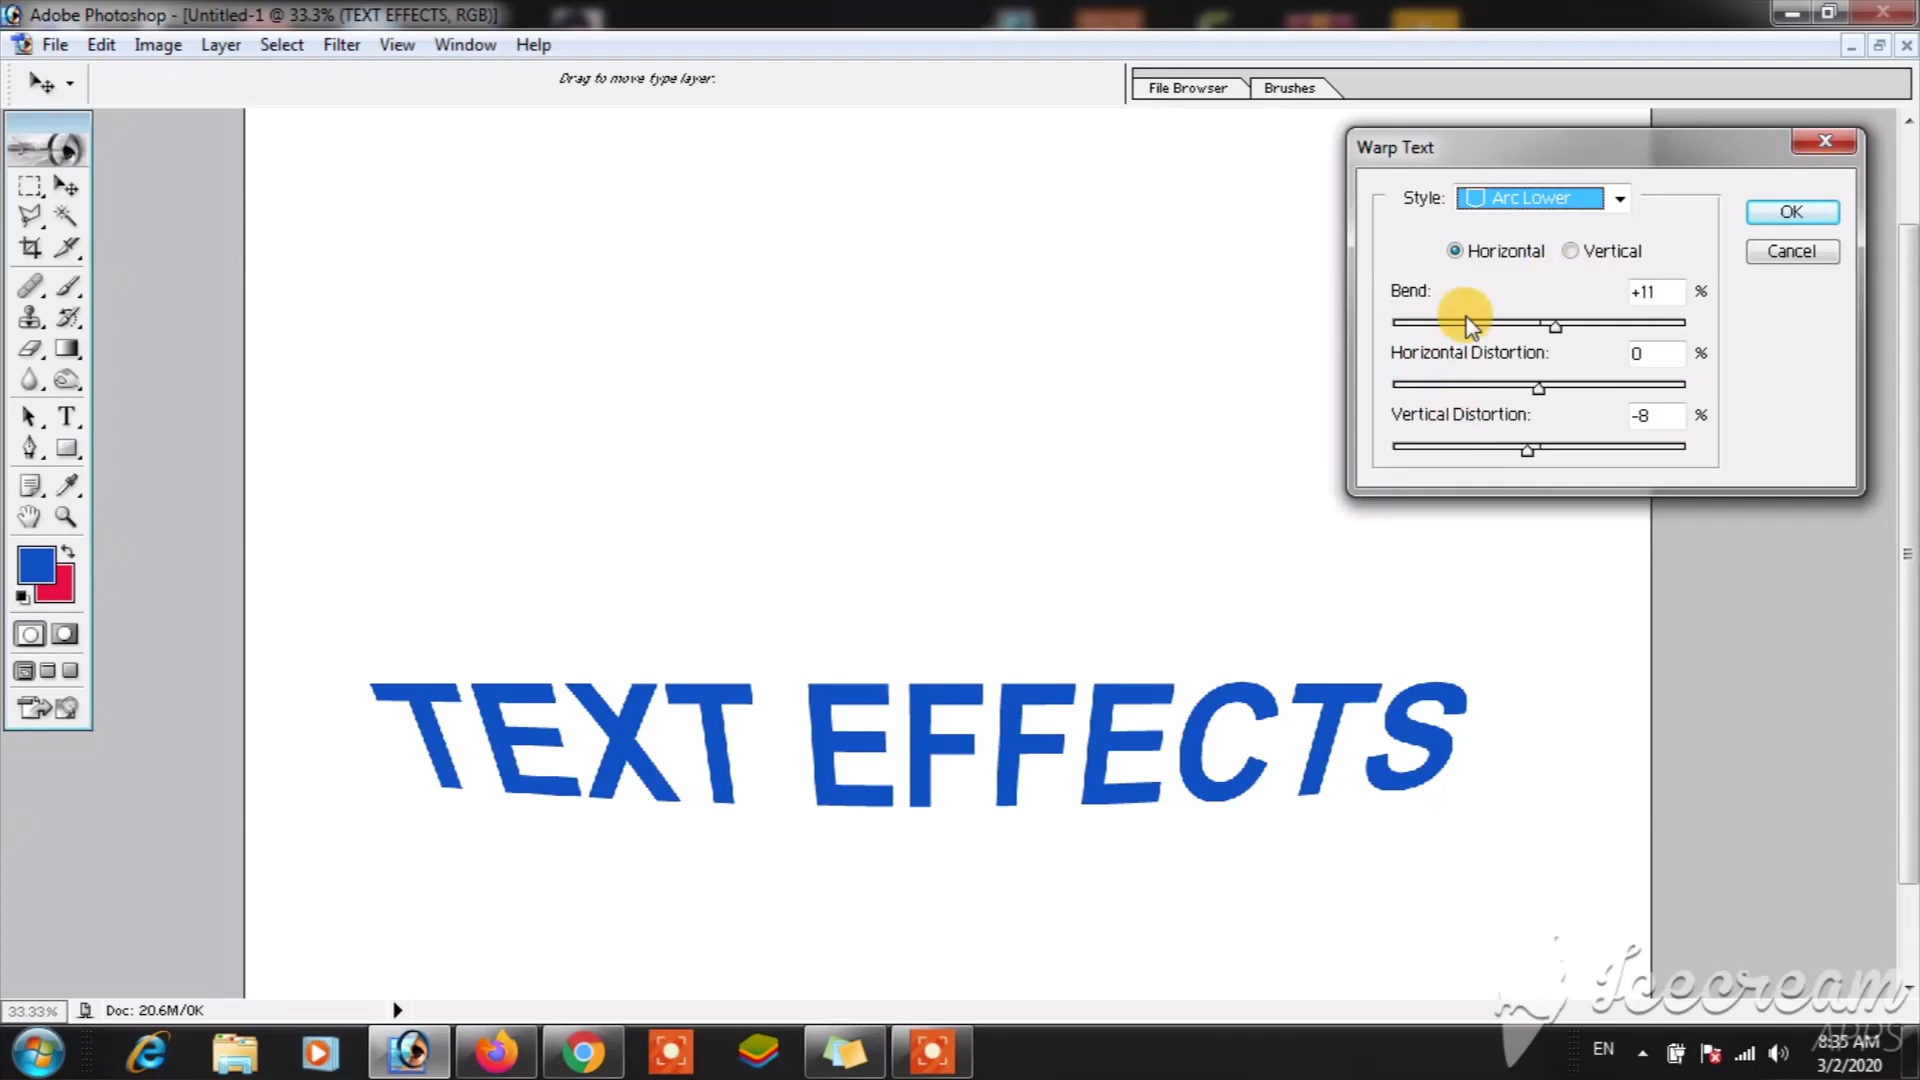 Adobe Photoshop - [Untitled-1 @ 33.3% (TEXT EFFECTS, RGB)]
File Edit Image Layer Select Filter View Window Help
Drag to move type layer.
File Browser Brushes
Warp Text
Style: Arc Lower
OK
Horizontal Vertical
Cancel
Bend: +11 %
Horizontal Distortion: 0 %
Vertical Distortion: -8 %
T
TEXT EFFECTS
33.33% Doc: 20.6M/0K
Icecream
APPS
EN
8:35 AM
3/2/2020